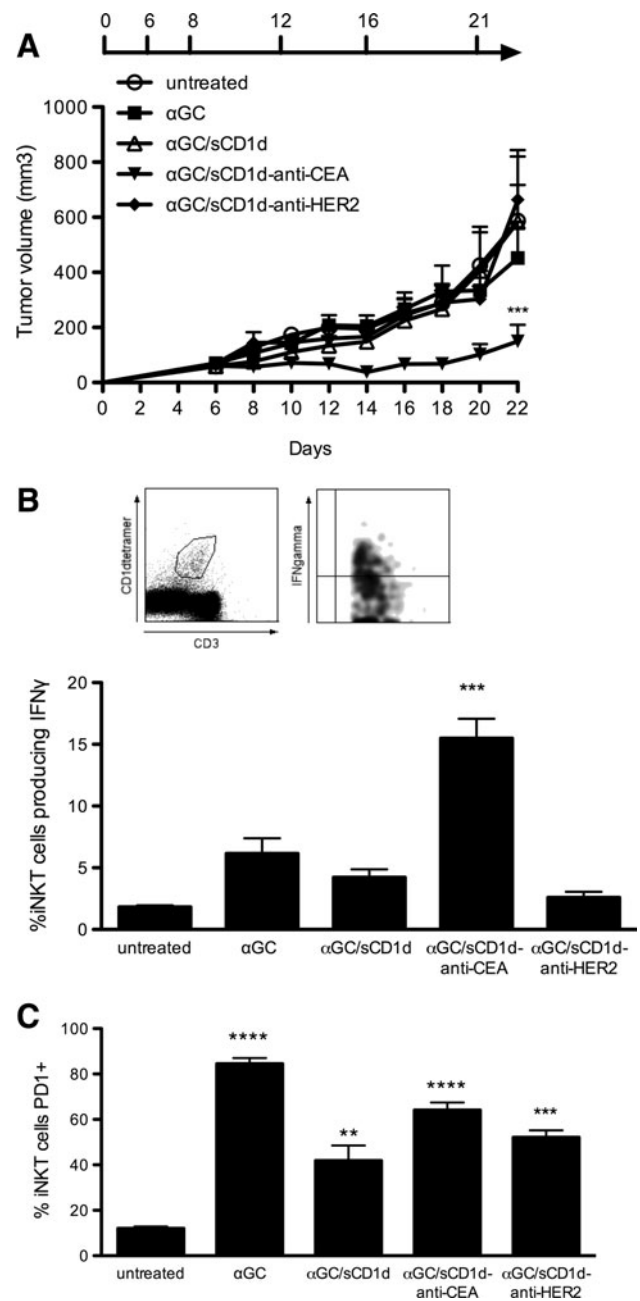 0 6 8 12 16 21
A
untreated
αGC
αGC/sCD1d
αGC/sCD1d-anti-CEA
αGC/sCD1d-anti-HER2
1000
800
600
400
200
0
Tumor volume (mm3)
***
0 2 4 6 8 10 12 14 16 18 20 22
Days
B
CD1dtetramer
CD3
IFNgamma
20
15
10
5
0
%iNKT cells producing IFNγ
***
untreated αGC αGC/sCD1d αGC/sCD1d- αGC/sCD1d-
anti-CEA anti-HER2
C
100
80
60
40
20
0
% iNKT cells PD1+
**** ** **** ***
untreated αGC αGC/sCD1d αGC/sCD1d- αGC/sCD1d-
anti-CEA anti-HER2